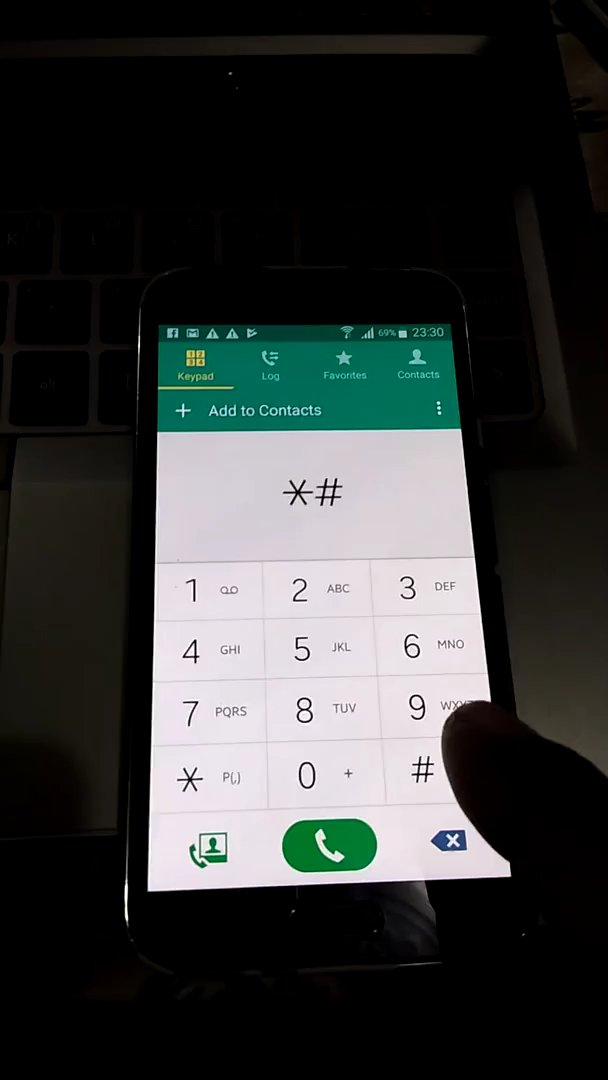 69% 23:30
Keypad Log Favorites Contacts
+ Add to Contacts
*#
1 2 ABC 3 DEF
4 GHI 5 JKL 6 MNO
7 PQRS 8 TUV 9
* P(,) 0 + #
alt
K L